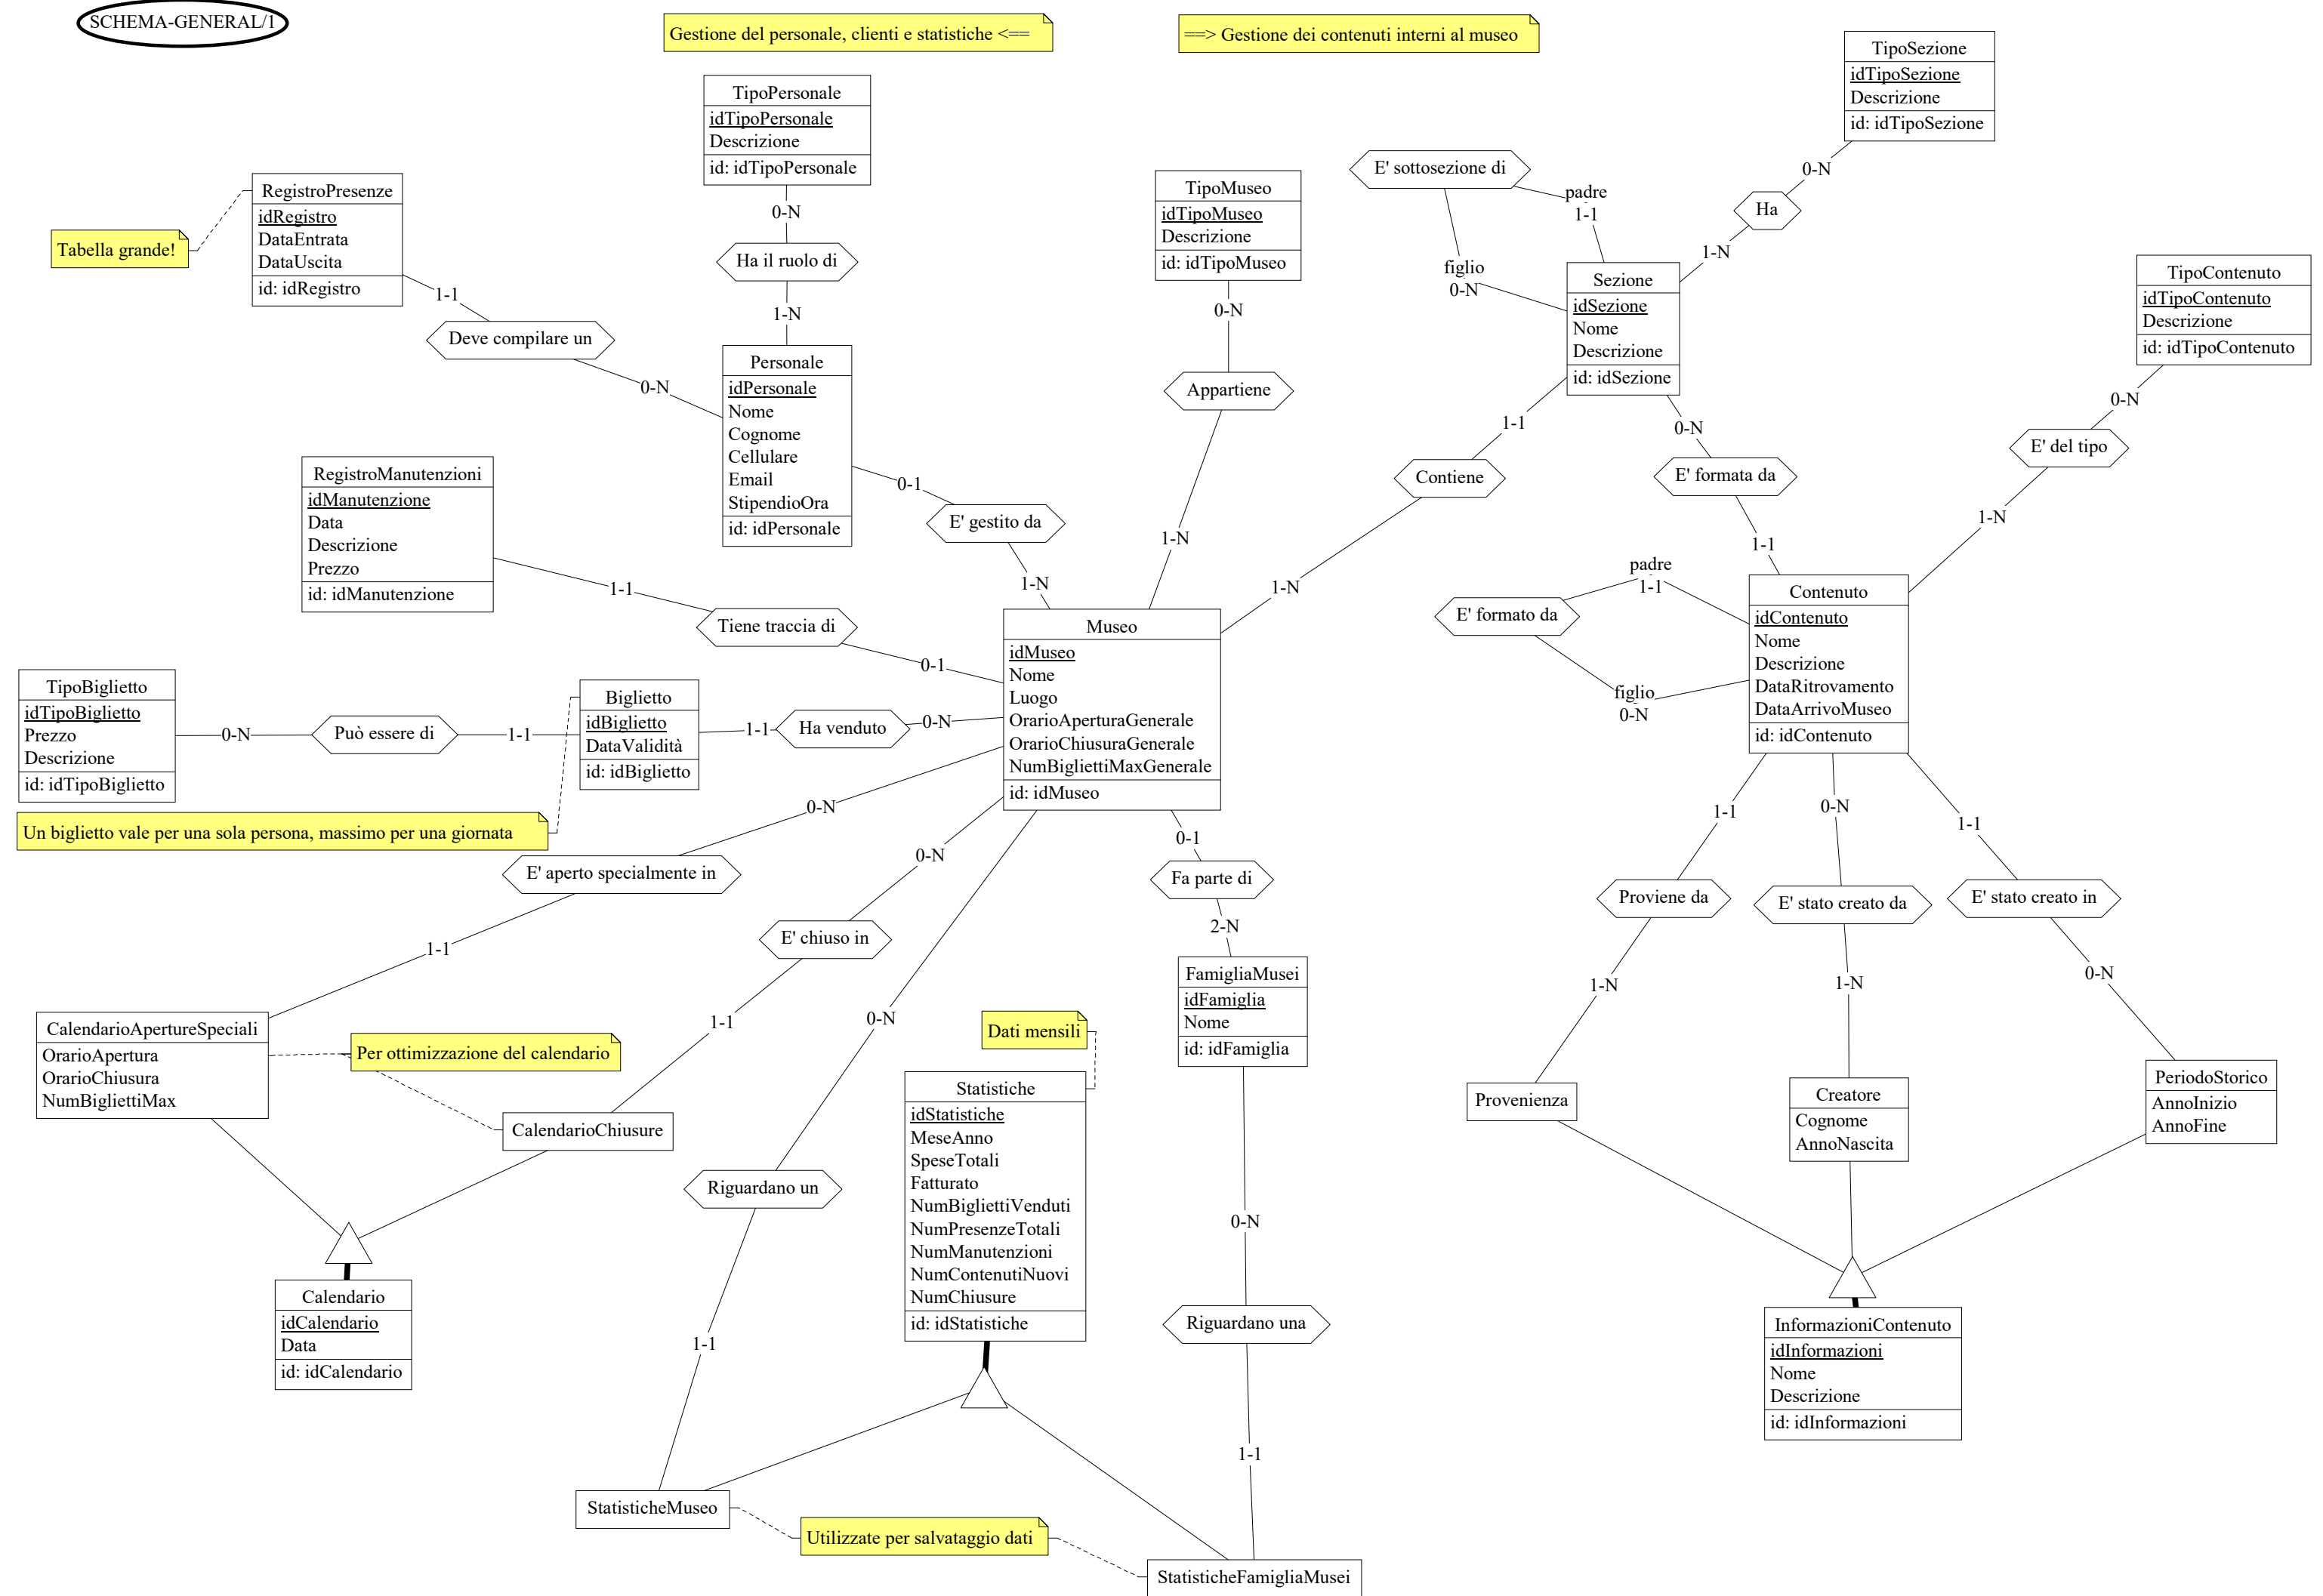 SCHEMA-GENERAL/1
Gestione del personale, clienti e statistiche <==
==> Gestione dei contenuti interni al museo
TipoSezione
idTipoSezione
Descrizione
id: idTipoSezione
0-N
Ha
1-N
TipoPersonale
idTipoPersonale
Descrizione
id: idTipoPersonale
0-N
Ha il ruolo di
1-N
RegistroPresenze
idRegistro
DataEntrata
DataUscita
id: idRegistro
Tabella grande!
1-1
Deve compilare un
0-N
Personale
idPersonale
Nome
Cognome
Cellulare
Email
StipendioOra
id: idPersonale
0-1
E' gestito da
1-N
TipoMuseo
idTipoMuseo
Descrizione
id: idTipoMuseo
0-N
Appartiene
1-N
E' sottosezione di
padre
1-1
figlio
0-N
Sezione
idSezione
Nome
Descrizione
id: idSezione
1-1
Contiene
1-N
0-N
E' formata da
1-1
TipoContenuto
idTipoContenuto
Descrizione
id: idTipoContenuto
0-N
E' del tipo
1-N
RegistroManutenzioni
idManutenzione
Data
Descrizione
Prezzo
id: idManutenzione
1-1
Tiene traccia di
0-1
Museo
idMuseo
Nome
Luogo
OrarioAperturaGenerale
OrarioChiusuraGenerale
NumBigliettiMaxGenerale
id: idMuseo
padre
1-1
E' formato da
figlio
0-N
Contenuto
idContenuto
Nome
Descrizione
DataRitrovamento
DataArrivoMuseo
id: idContenuto
TipoBiglietto
idTipoBiglietto
Prezzo
Descrizione
id: idTipoBiglietto
0-N
Può essere di
1-1
Biglietto
idBiglietto
DataValidità
id: idBiglietto
1-1
Ha venduto
0-N
Un biglietto vale per una sola persona, massimo per una giornata
0-N
E' aperto specialmente in
1-1
0-N
E' chiuso in
1-1
0-1
Fa parte di
2-N
1-1
Proviene da
1-N
0-N
E' stato creato da
1-N
1-1
E' stato creato in
0-N
CalendarioApertureSpeciali
OrarioApertura
OrarioChiusura
NumBigliettiMax
Per ottimizzazione del calendario
CalendarioChiusure
0-N
Riguardano un
1-1
Dati mensili
FamigliaMusei
idFamiglia
Nome
id: idFamiglia
Statistiche
idStatistiche
MeseAnno
SpeseTotali
Fatturato
NumBigliettiVenduti
NumPresenzeTotali
NumManutenzioni
NumContenutiNuovi
NumChiusure
id: idStatistiche
0-N
Riguardano una
1-1
Provenienza
Creatore
Cognome
AnnoNascita
PeriodoStorico
AnnoInizio
AnnoFine
Calendario
idCalendario
Data
id: idCalendario
InformazioniContenuto
idInformazioni
Nome
Descrizione
id: idInformazioni
StatisticheMuseo
Utilizzate per salvataggio dati
StatisticheFamigliaMusei